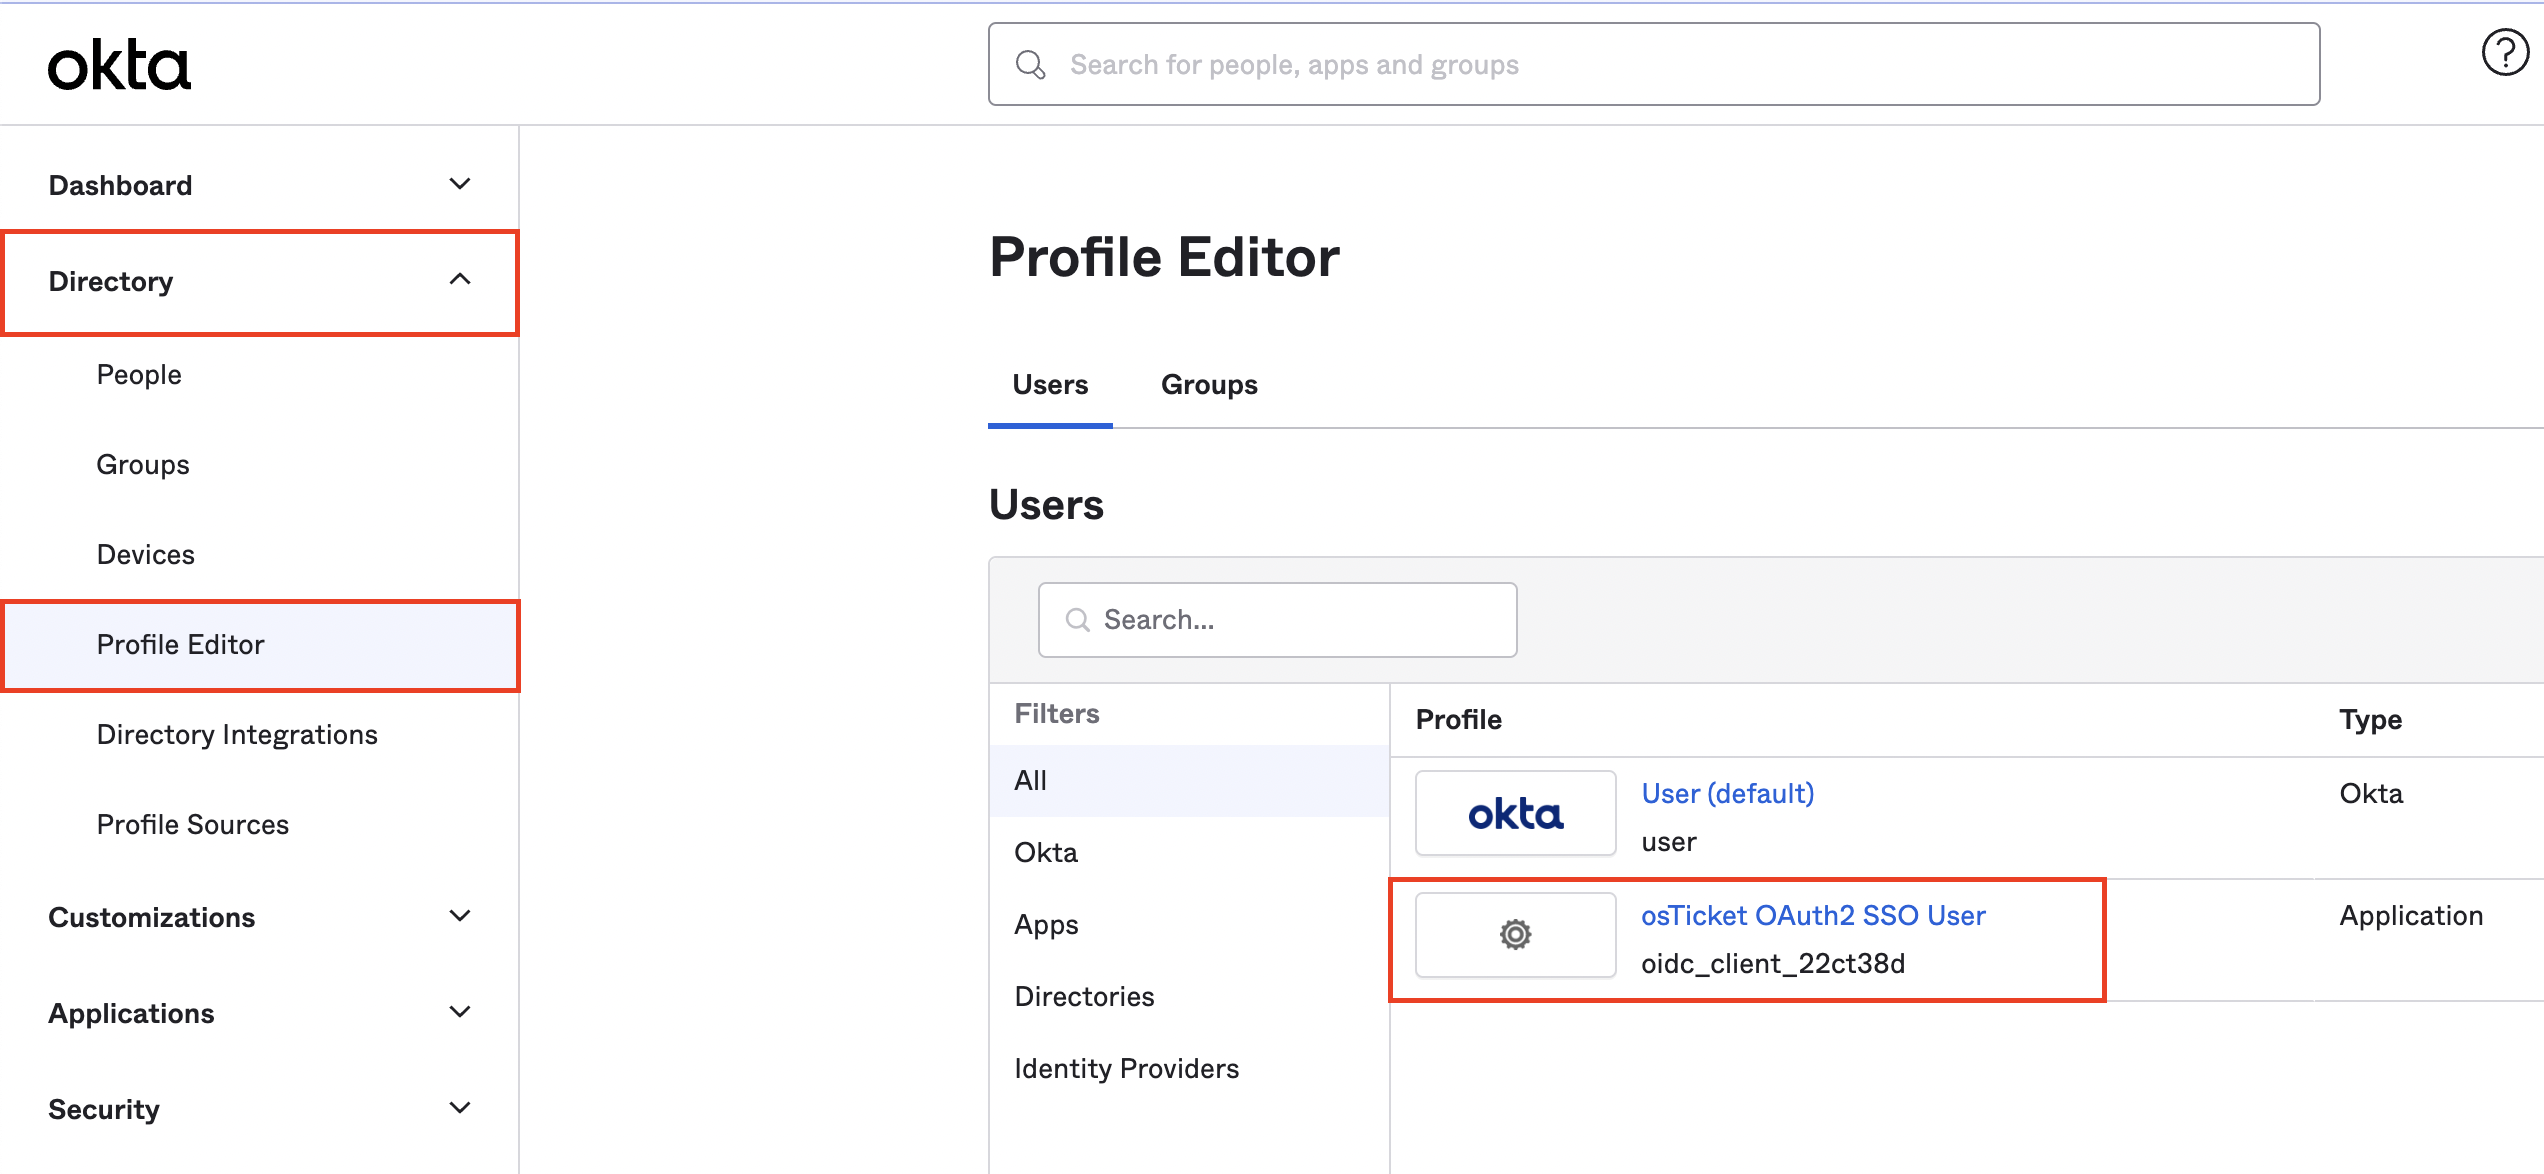 okta
Search for people, apps and groups
Dashboard
Directory
People
Groups
Devices
Profile Editor
Directory Integrations
Profile Sources
Customizations
Applications
Security
Profile Editor
Users Groups
Users
Search...
Filters
All
Okta
Apps
Directories
Identity Providers
Profile Type
okta User (default) Okta
user
osTicket OAuth2 SSO User Application
oidc_client_22ct38d